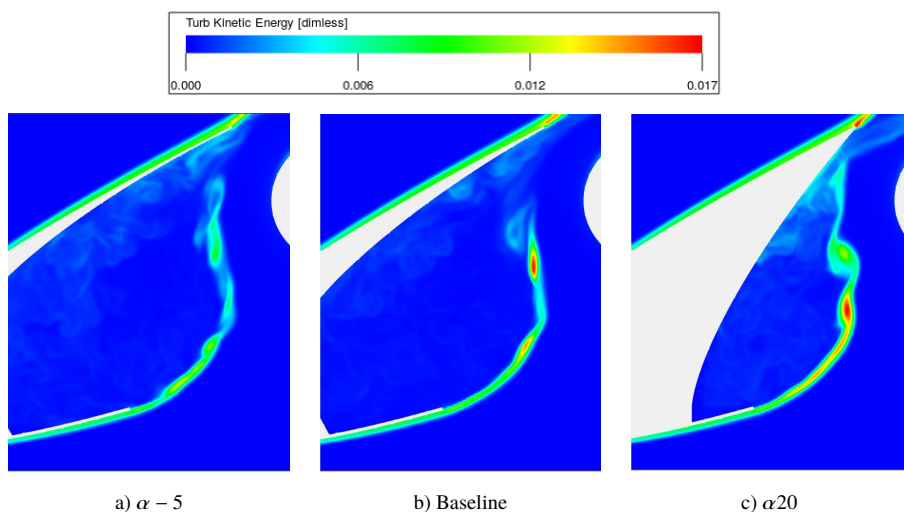 Turb Kinetic Energy [dimless]
0.000 0.006 0.012 0.017
a) α − 5 b) Baseline c) α20